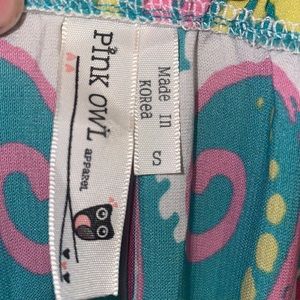 PINK OWL
APPAREL
Made IN
KOReA
S